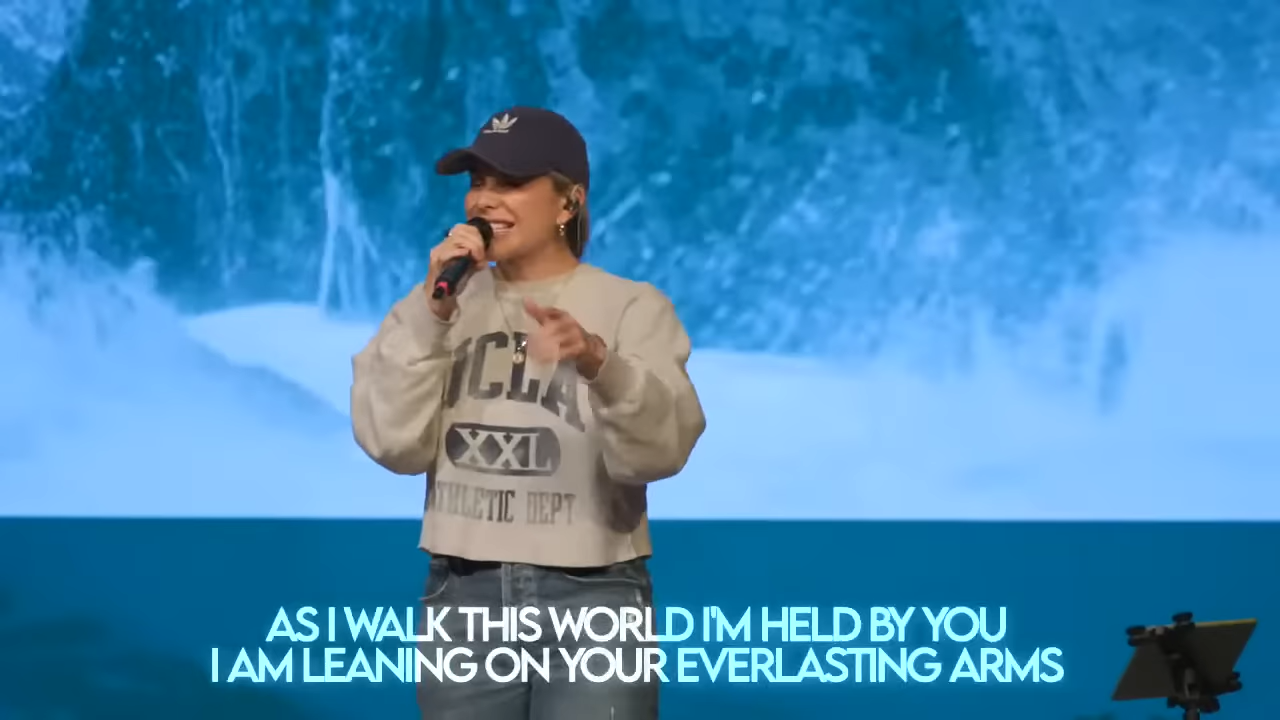 UCLA
XXL
ATHLETIC DEPT
AS I WALK THIS WORLD I'M HELD BY YOU
I AM LEANING ON YOUR EVERLASTING ARMS